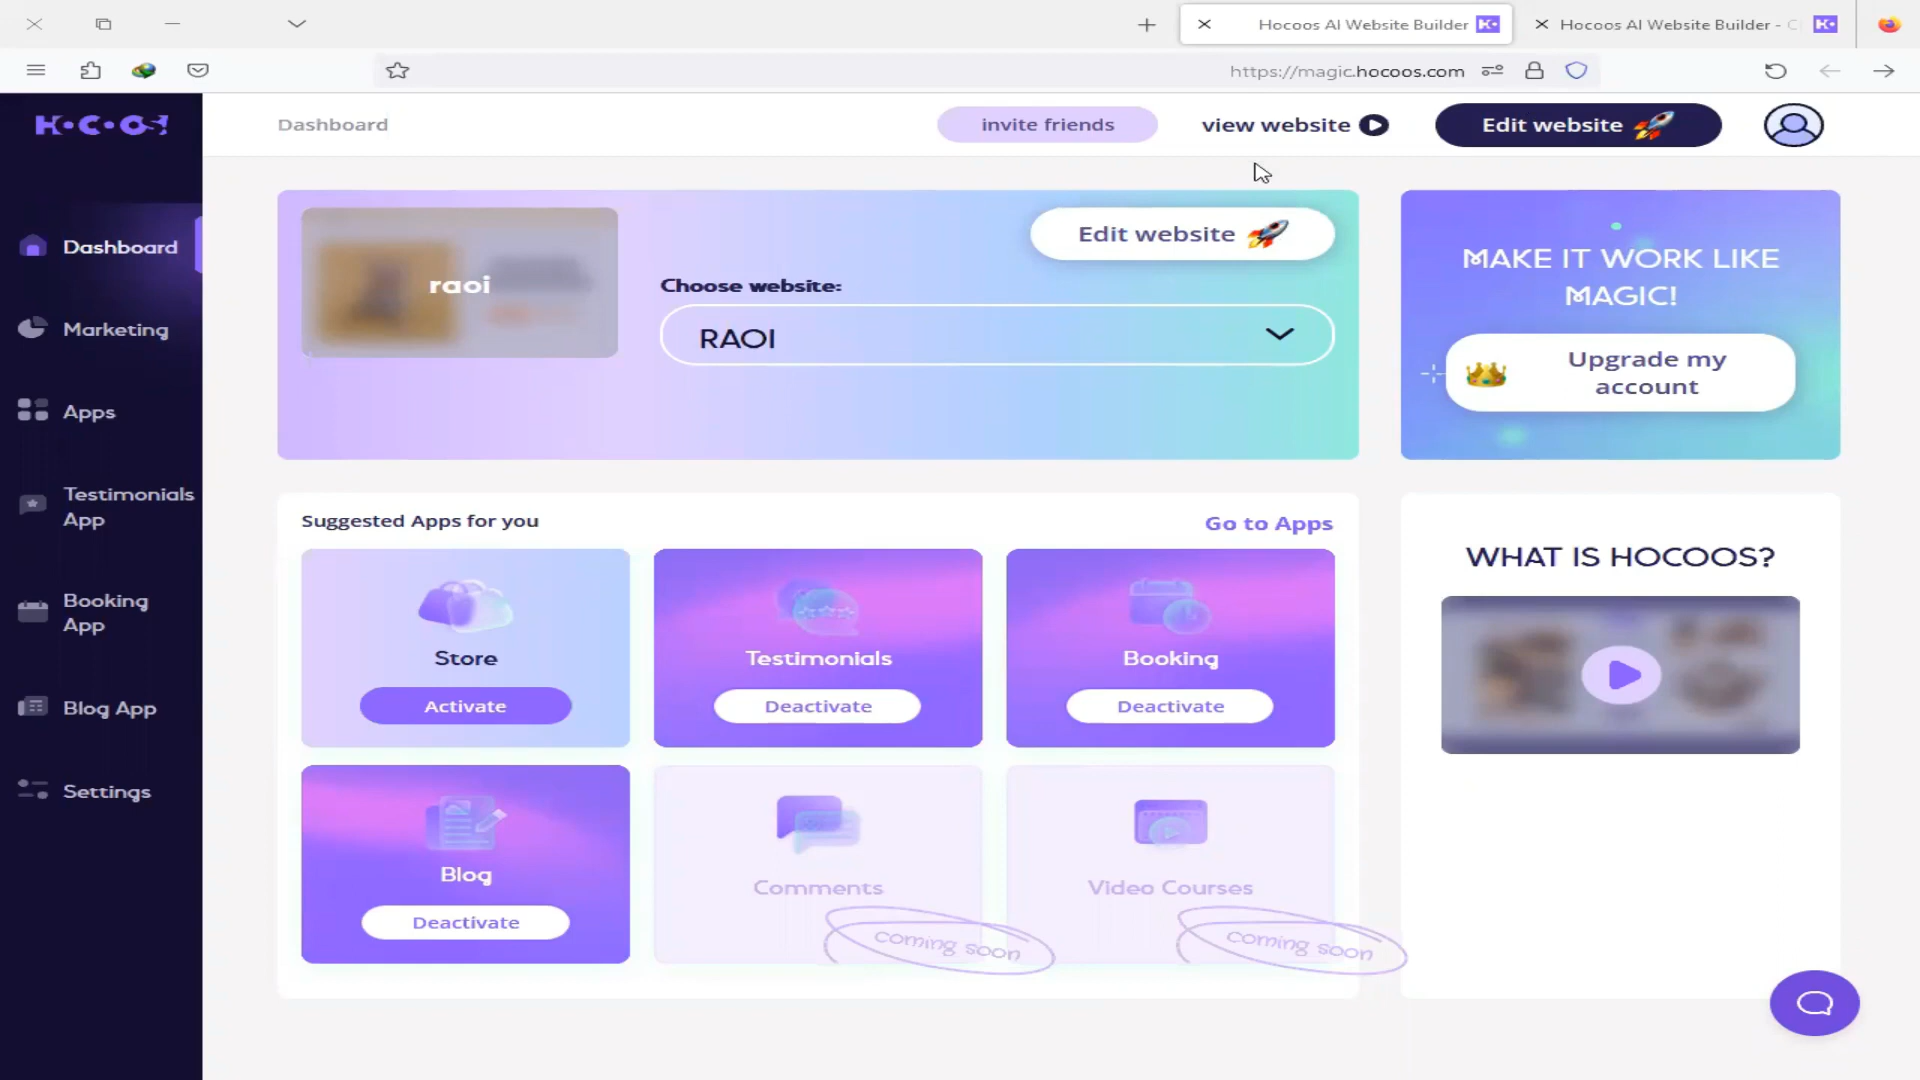 Hocoos AI Website Builder
Hocoos AI Website Builder - C
https://magic.hocoos.com
HOCOOS!
Dashboard
invite friends
view website
Edit website
Dashboard
Marketing
Apps
Testimonials
App
Booking
App
Blog App
Settings
raoi
Edit website
Choose website:
RAOI
MAKE IT WORK LIKE
MAGIC!
Upgrade my
account
Suggested Apps for you
Go to Apps
Store
Activate
Testimonials
Deactivate
Booking
Deactivate
Blog
Deactivate
Comments
Coming soon
Video Courses
Coming soon
WHAT IS HOCOOS?